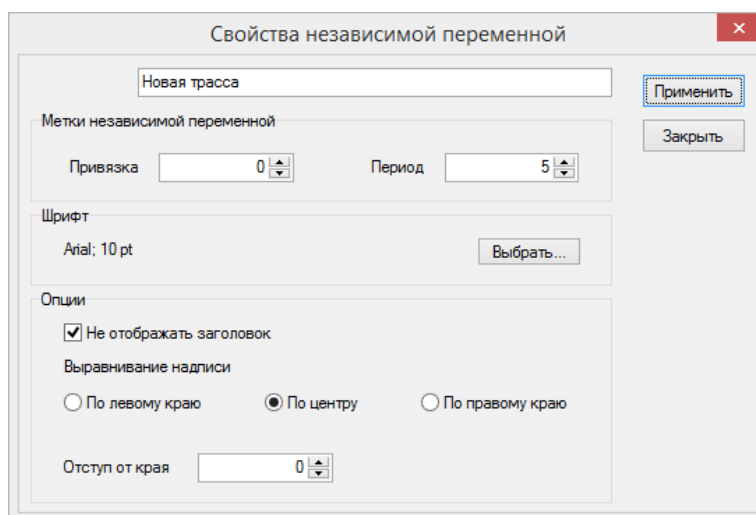 Свойства независимой переменной
Новая трасса
Применить
Метки независимой переменной
Закрыть
Привязка 0 Период 5
Шрифт
Arial; 10 pt Выбрать...
Опции
Не отображать заголовок
Выравнивание надписи
По левому краю По центру По правому краю
Отступ от края 0